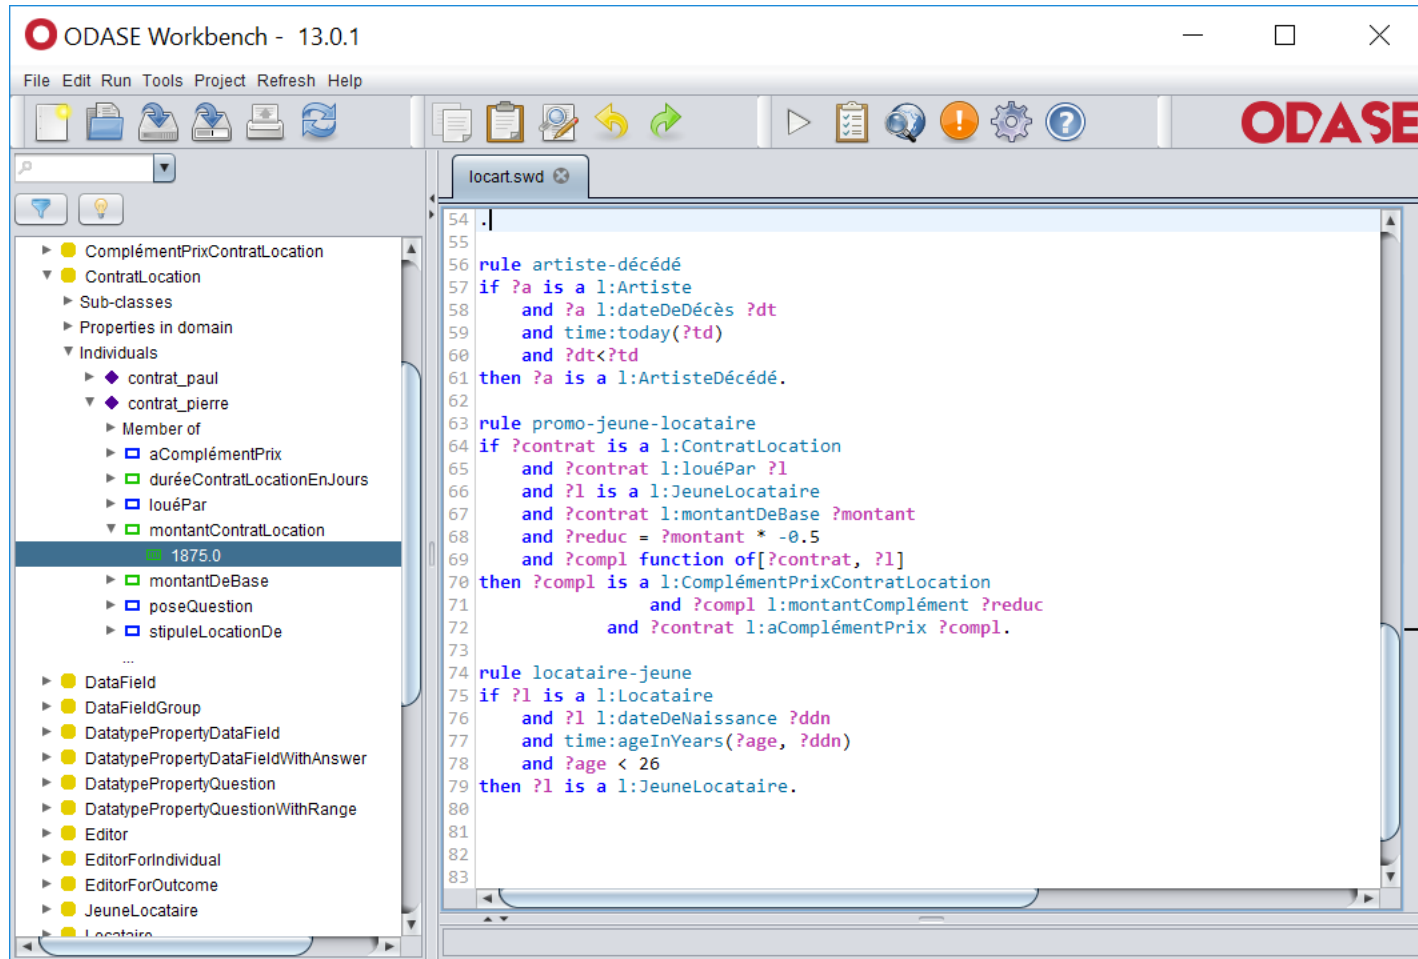 ODASE Workbench - 13.0.1
File Edit Run Tools Project Refresh Help
ODASE
locart.swd
ComplémentPrixContratLocation
ContratLocation
Sub-classes
Properties in domain
Individuals
contrat_paul
contrat_pierre
Member of
aComplémentPrix
duréeContratLocationEnJours
louéPar
montantContratLocation
1875.0
montantDeBase
poseQuestion
stipuleLocationDe
...
DataField
DataFieldGroup
DatatypePropertyDataField
DatatypePropertyDataFieldWithAnswer
DatatypePropertyQuestion
DatatypePropertyQuestionWithRange
Editor
EditorForIndividual
EditorForOutcome
JeuneLocataire
Locataire
54 .
55
56 rule artiste-décédé
57 if ?a is a l:Artiste
58 and ?a l:dateDeDécès ?dt
59 and time:today(?td)
60 and ?dt<?td
61 then ?a is a l:ArtisteDécédé.
62
63 rule promo-jeune-locataire
64 if ?contrat is a l:ContratLocation
65 and ?contrat l:louéPar ?l
66 and ?l is a l:JeuneLocataire
67 and ?contrat l:montantDeBase ?montant
68 and ?reduc = ?montant * -0.5
69 and ?compl function of[?contrat, ?l]
70 then ?compl is a l:ComplémentPrixContratLocation
71 and ?compl l:montantComplément ?reduc
72 and ?contrat l:aComplémentPrix ?compl.
73
74 rule locataire-jeune
75 if ?l is a l:Locataire
76 and ?l l:dateDeNaissance ?ddn
77 and time:ageInYears(?age, ?ddn)
78 and ?age < 26
79 then ?l is a l:JeuneLocataire.
80
81
82
83